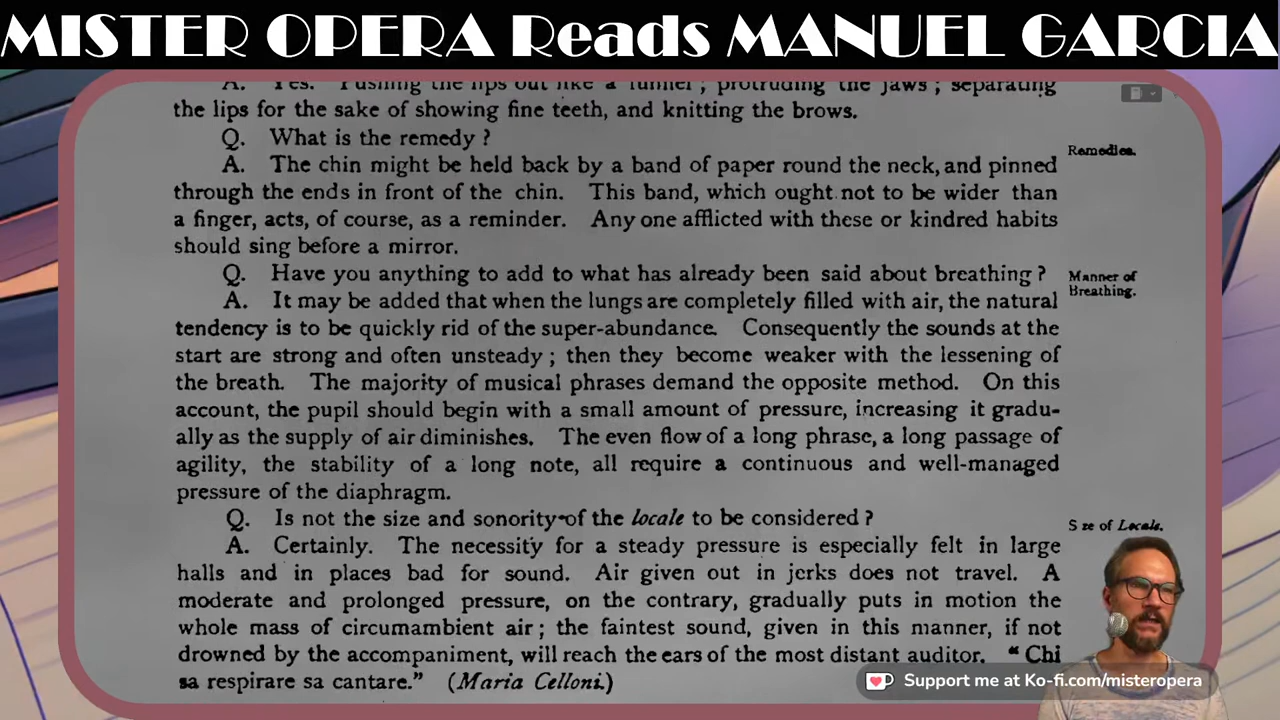 MISTER OPERA Reads MANUEL GARCIA
A. Yes. Pushing the lips out like a funnel ; protruding the jaws ; separating
the lips for the sake of showing fine teeth, and knitting the brows.
Q. What is the remedy ?
A. The chin might be held back by a band of paper round the neck, and pinned
Remedies.
through the ends in front of the chin. This band, which ought not to be wider than
a finger, acts, of course, as a reminder. Any one afflicted with these or kindred habits
should sing before a mirror.
Q. Have you anything to add to what has already been said about breathing ?
Manner of
Breathing.
A. It may be added that when the lungs are completely filled with air, the natural
tendency is to be quickly rid of the super-abundance. Consequently the sounds at the
start are strong and often unsteady ; then they become weaker with the lessening of
the breath. The majority of musical phrases demand the opposite method. On this
account, the pupil should begin with a small amount of pressure, increasing it gradu-
ally as the supply of air diminishes. The even flow of a long phrase, a long passage of
agility, the stability of a long note, all require a continuous and well-managed
pressure of the diaphragm.
Q. Is not the size and sonority of the locale to be considered ?
S ze of Locale.
A. Certainly. The necessity for a steady pressure is especially felt in large
halls and in places bad for sound. Air given out in jerks does not travel. A
moderate and prolonged pressure, on the contrary, gradually puts in motion the
whole mass of circumambient air ; the faintest sound, given in this manner, if not
drowned by the accompaniment, will reach the ears of the most distant auditor. “ Chi
sa respirare sa cantare.” (Maria Celloni.)
Support me at Ko-fi.com/misteropera